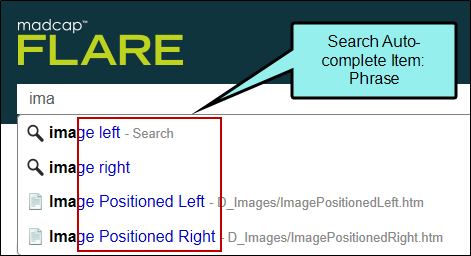 madcap™
FLARE
Search Auto-
complete Item:
Phrase
ima
image left - Search
image right
Image Positioned Left - D_Images/ImagePositionedLeft.htm
Image Positioned Right - D_Images/ImagePositionedRight.htm